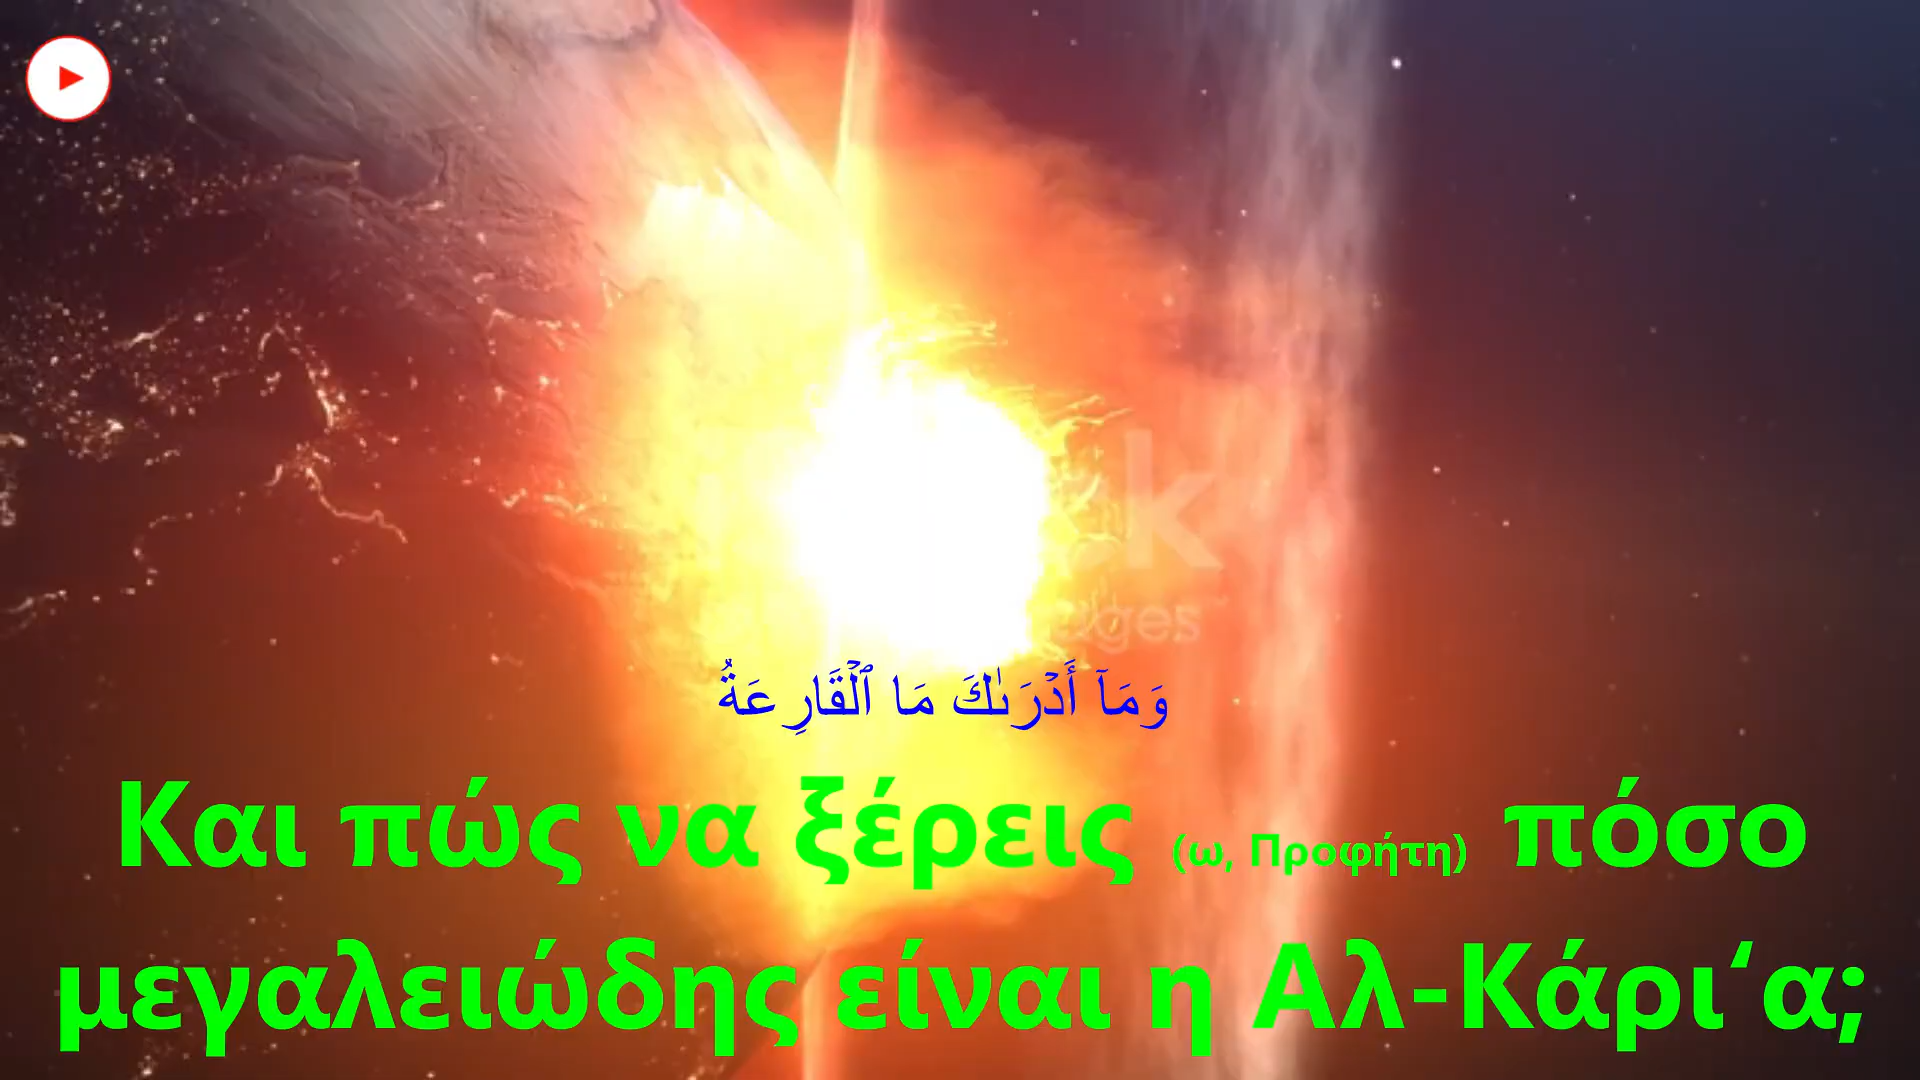 وَمَآ أَدۡرَىٰكَ مَا ٱلۡقَارِعَةُ
Και πώς να ξέρεις (ω, Προφήτη) πόσο
μεγαλειώδης είναι η Αλ-Κάρι‘α;